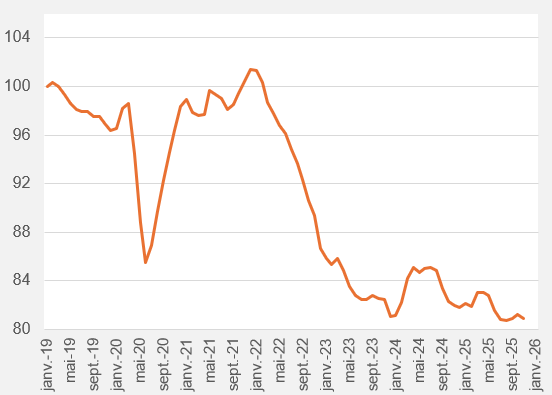 104
100
96
92
88
84
80
janv.-19
mai-19
sept.-19
janv.-20
mai-20
sept.-20
janv.-21
mai-21
sept.-21
janv.-22
mai-22
sept.-22
janv.-23
mai-23
sept.-23
janv.-24
mai-24
sept.-24
janv.-25
mai-25
sept.-25
janv.-26